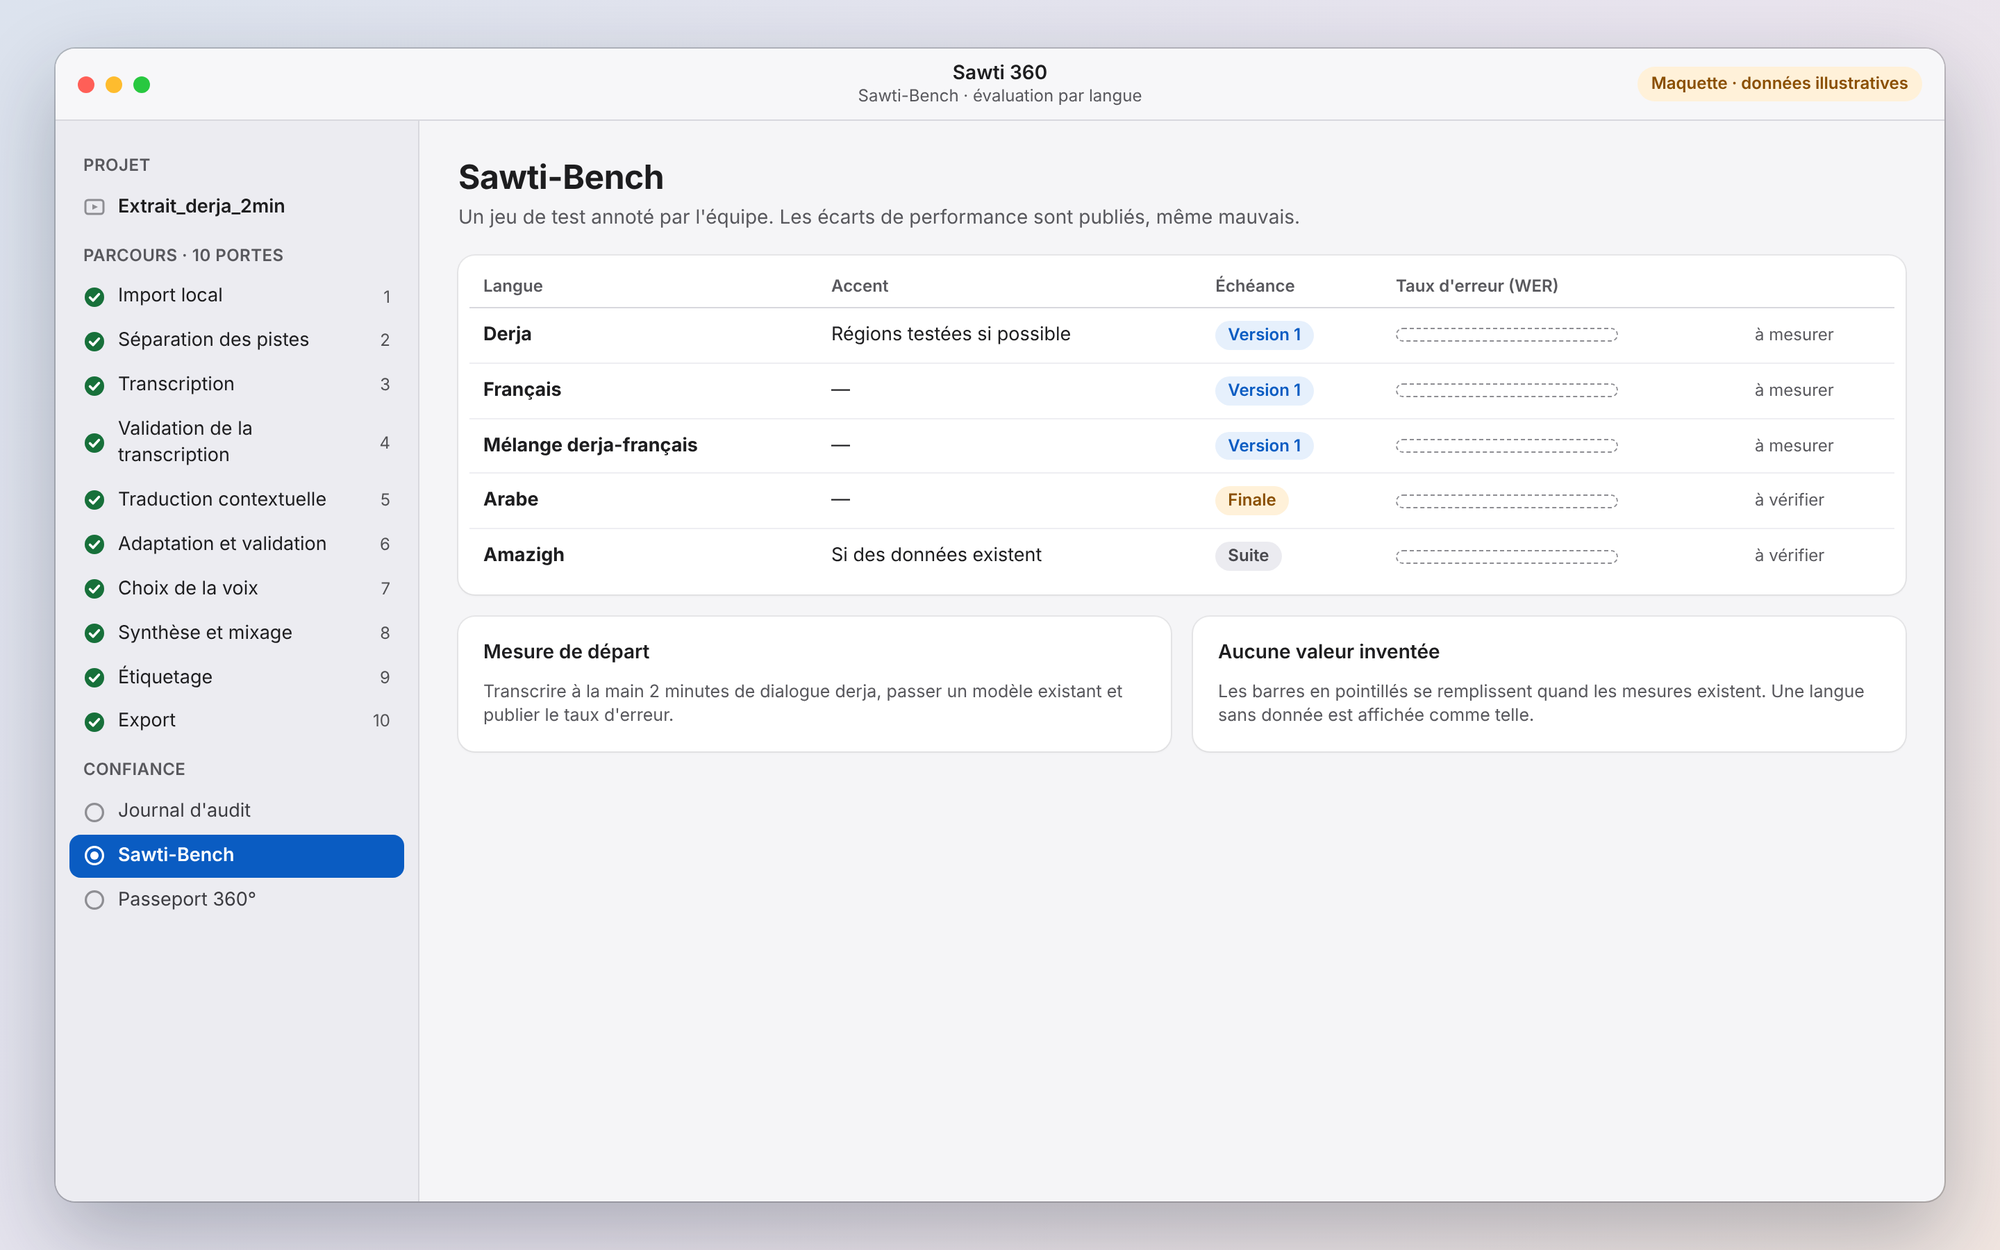 Sawti 360
Sawti-Bench · évaluation par langue
Maquette · données illustratives
PROJET
Extrait_derja_2min
PARCOURS · 10 PORTES
Import local 1
Séparation des pistes 2
Transcription 3
Validation de la
transcription 4
Traduction contextuelle 5
Adaptation et validation 6
Choix de la voix 7
Synthèse et mixage 8
Étiquetage 9
Export 10
CONFIANCE
Journal d'audit
Sawti-Bench
Passeport 360°
Sawti-Bench
Un jeu de test annoté par l'équipe. Les écarts de performance sont publiés, même mauvais.
Langue Accent Échéance Taux d'erreur (WER)
Derja Régions testées si possible Version 1 à mesurer
Français — Version 1 à mesurer
Mélange derja-français — Version 1 à mesurer
Arabe — Finale à vérifier
Amazigh Si des données existent Suite à vérifier
Mesure de départ
Transcrire à la main 2 minutes de dialogue derja, passer un modèle existant et
publier le taux d'erreur.
Aucune valeur inventée
Les barres en pointillés se remplissent quand les mesures existent. Une langue
sans donnée est affichée comme telle.